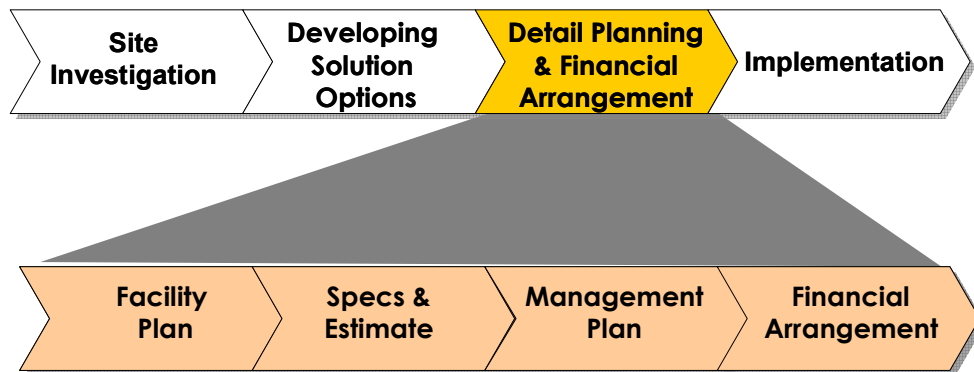 Site
Investigation
Developing
Solution
Options
Detail Planning
& Financial
Arrangement
Implementation
Facility
Plan
Specs &
Estimate
Management
Plan
Financial
Arrangement